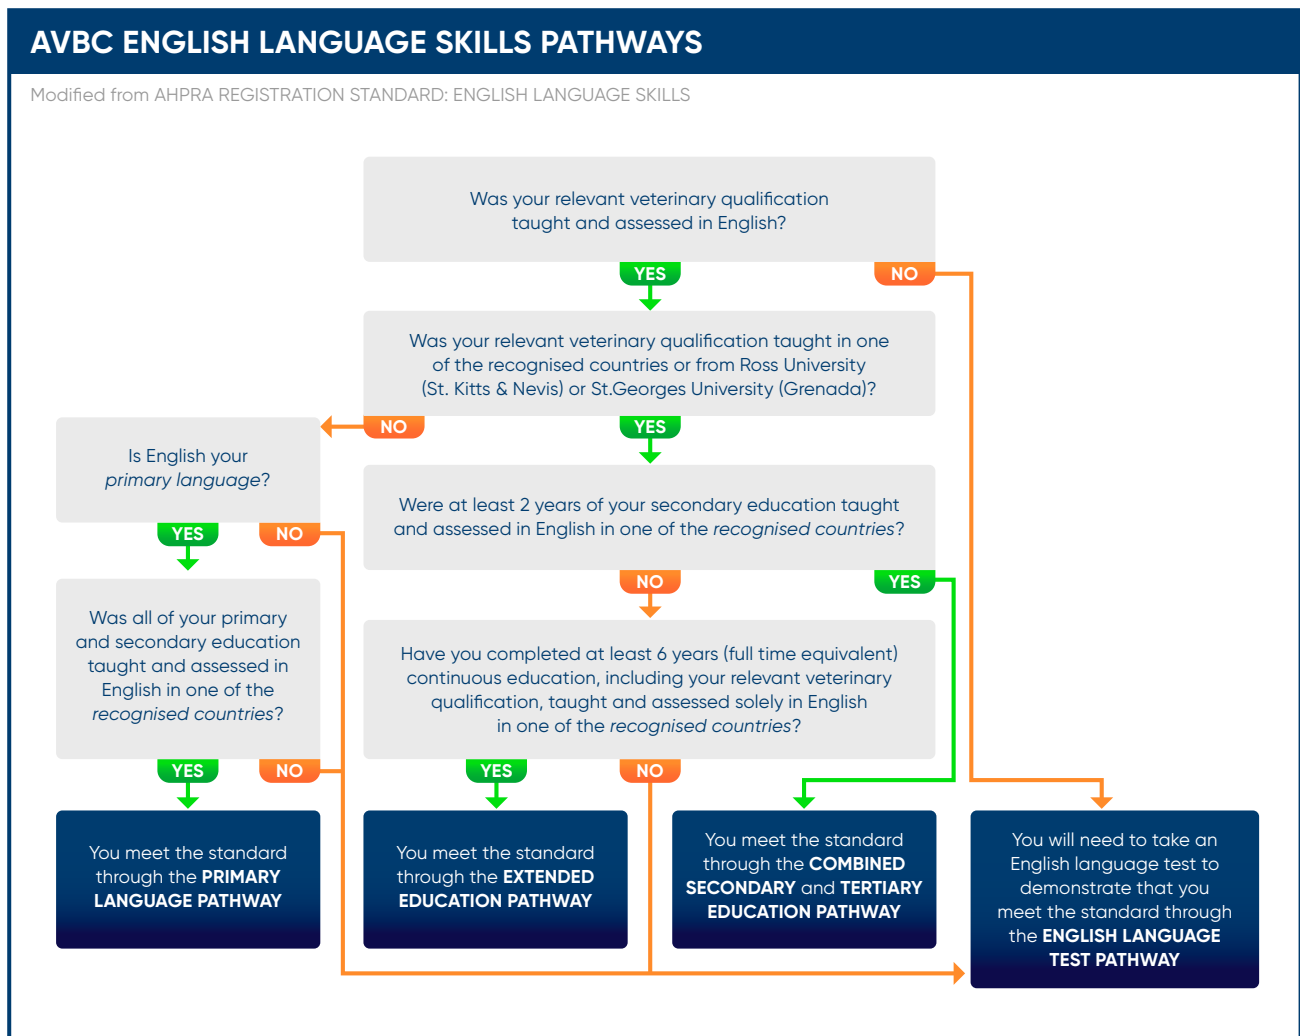 AVBC ENGLISH LANGUAGE SKILLS PATHWAYS
Modified from AHPRA REGISTRATION STANDARD: ENGLISH LANGUAGE SKILLS
Was your relevant veterinary qualification
taught and assessed in English?
YES
NO
Was your relevant veterinary qualification taught in one
of the recognised countries or from Ross University
(St. Kitts & Nevis) or St.Georges University (Grenada)?
NO
YES
Is English your
primary language?
YES
NO
Were at least 2 years of your secondary education taught
and assessed in English in one of the recognised countries?
NO
YES
Was all of your primary
and secondary education
taught and assessed in
English in one of the
recognised countries?
YES
NO
Have you completed at least 6 years (full time equivalent)
continuous education, including your relevant veterinary
qualification, taught and assessed solely in English
in one of the recognised countries?
YES
NO
You meet the standard
through the PRIMARY
LANGUAGE PATHWAY
You meet the standard
through the EXTENDED
EDUCATION PATHWAY
You meet the standard
through the COMBINED
SECONDARY and TERTIARY
EDUCATION PATHWAY
You will need to take an
English language test to
demonstrate that you
meet the standard through
the ENGLISH LANGUAGE
TEST PATHWAY